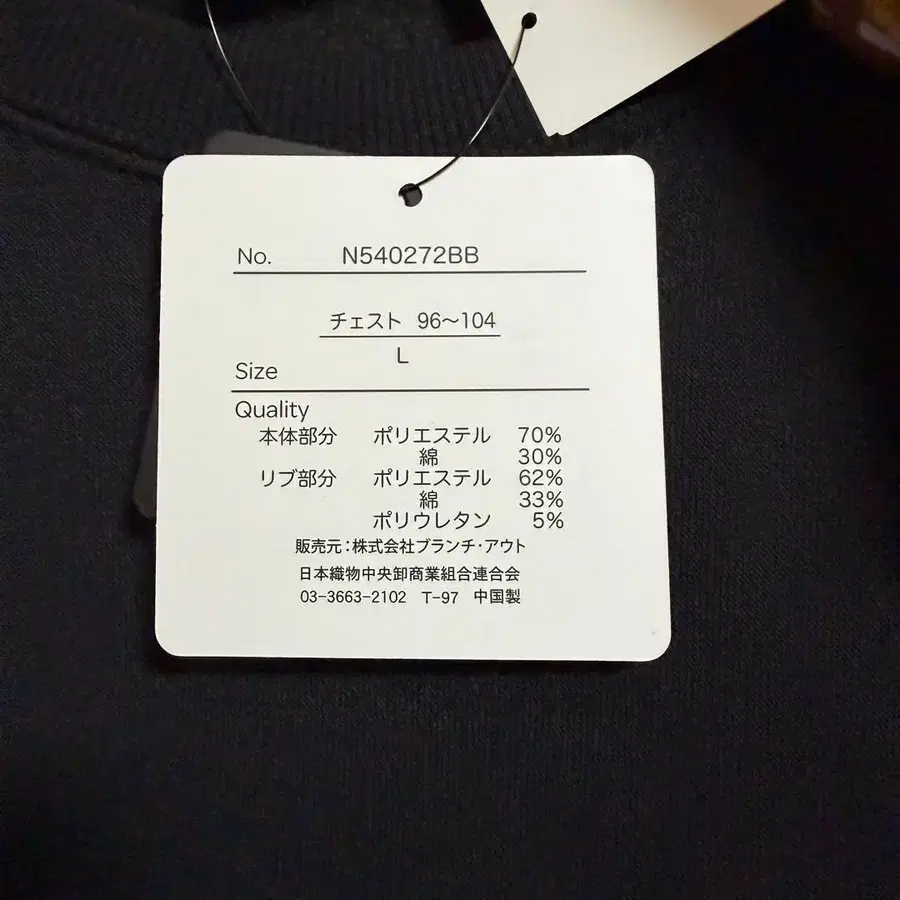 No. N540272BB
チェスト 96～104
L
Size
Quality
本体部分 ポリエステル 70%
綿 30%
リブ部分 ポリエステル 62%
綿 33%
ポリウレタン 5%
販売元：株式会社ブランチ・アウト
日本織物中央卸商業組合連合会
03-3663-2102 T-97 中国製